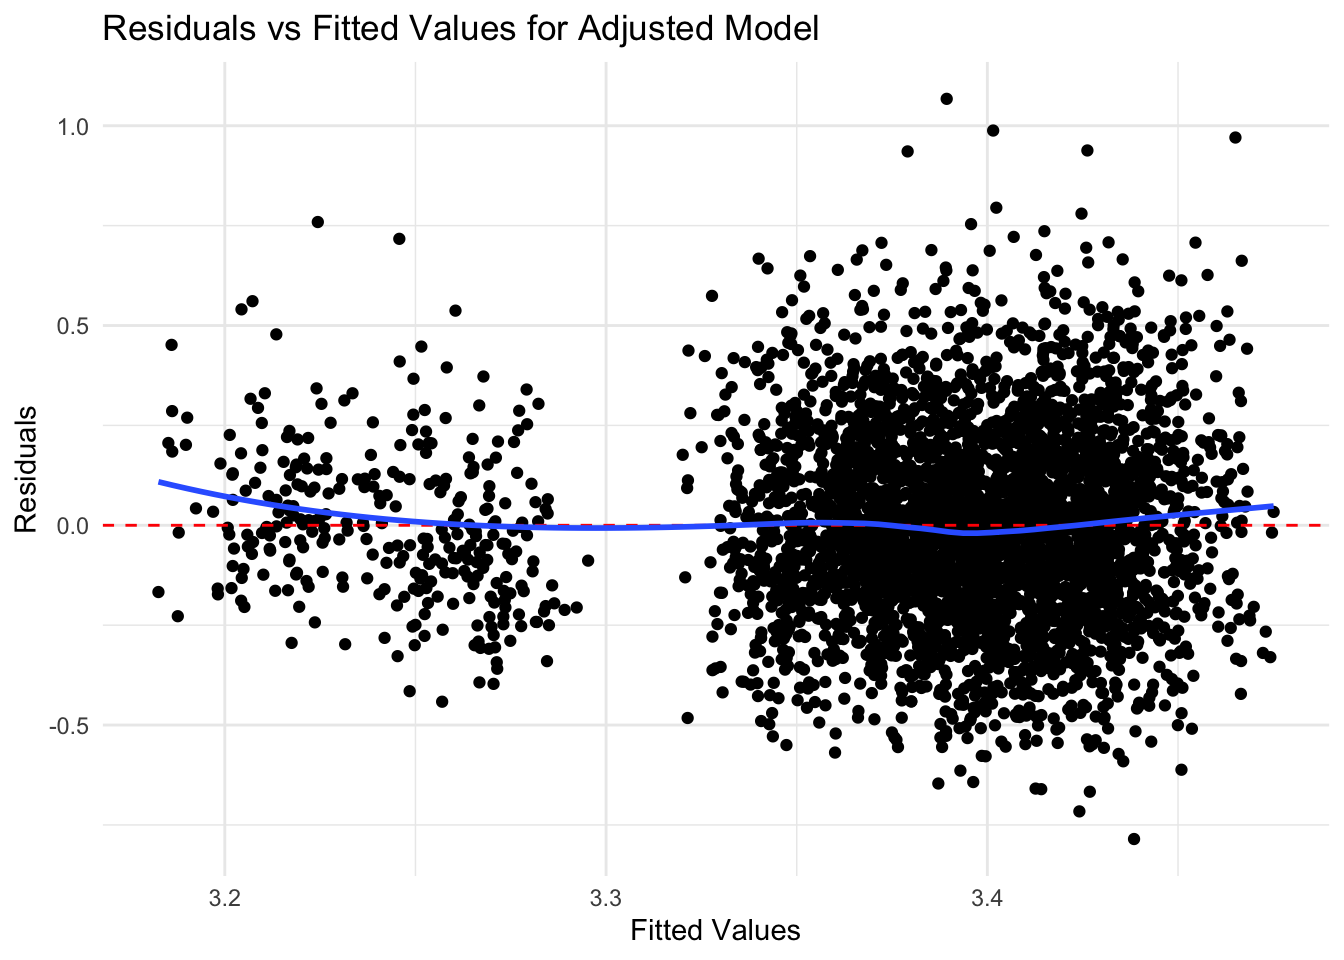 Residuals vs Fitted Values for Adjusted Model
1.0
0.5
0.0
-0.5
Residuals
3.2
3.3
3.4
Fitted Values